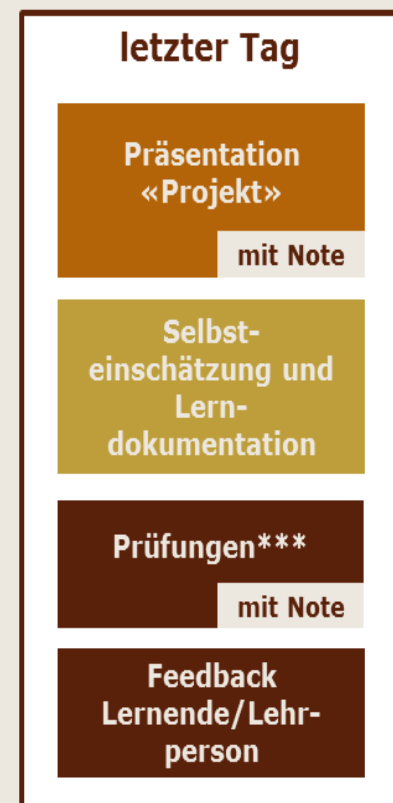 letzter Tag
Präsentation
«Projekt»
mit Note
Selbst-
einschätzung und
Lern-
dokumentation
Prüfungen***
mit Note
Feedback
Lernende/Lehr-
person